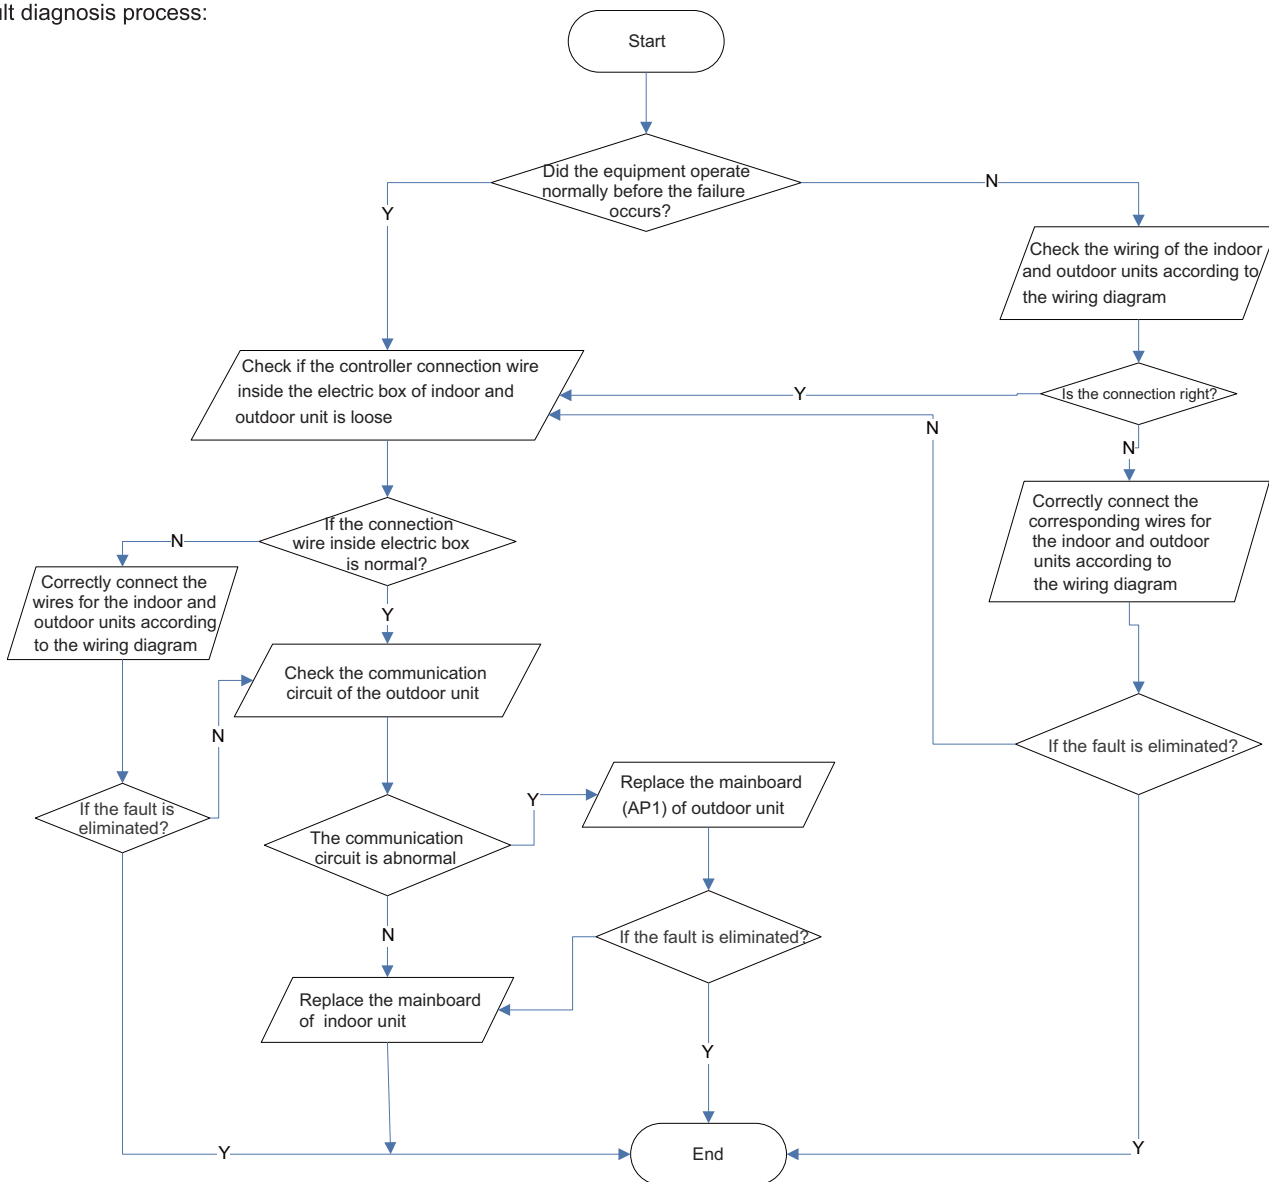 ult diagnosis process:
Start
Did the equipment operate
normally before the failure
occurs?
N
Y
Check the wiring of the indoor
and outdoor units according to
the wiring diagram
Check if the controller connection wire
inside the electric box of indoor and
outdoor unit is loose
Y
Is the connection right?
N
N
Correctly connect the
corresponding wires for
the indoor and outdoor
units according to
the wiring diagram
If the connection
wire inside electric box
is normal?
N
Correctly connect the
wires for the indoor and
outdoor units according
to the wiring diagram
Y
Check the communication
circuit of the outdoor unit
N
If the fault is eliminated?
Replace the mainboard
(AP1) of outdoor unit
Y
If the fault is
eliminated?
The communication
circuit is abnormal
N
If the fault is eliminated?
Replace the mainboard
of indoor unit
Y
Y
End
Y